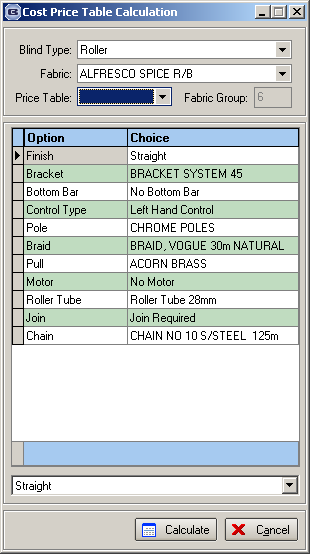 Cost Price Table Calculation
Blind Type: Roller
Fabric: ALFRESCO SPICE R/B
Price Table: Fabric Group: 6
Option Choice
Finish Straight
Bracket BRACKET SYSTEM 45
Bottom Bar No Bottom Bar
Control Type Left Hand Control
Pole CHROME POLES
Braid BRAID, VOGUE 30m NATURAL
Pull ACORN BRASS
Motor No Motor
Roller Tube Roller Tube 28mm
Join Join Required
Chain CHAIN NO 10 S/STEEL 125m
Straight
Calculate Cancel